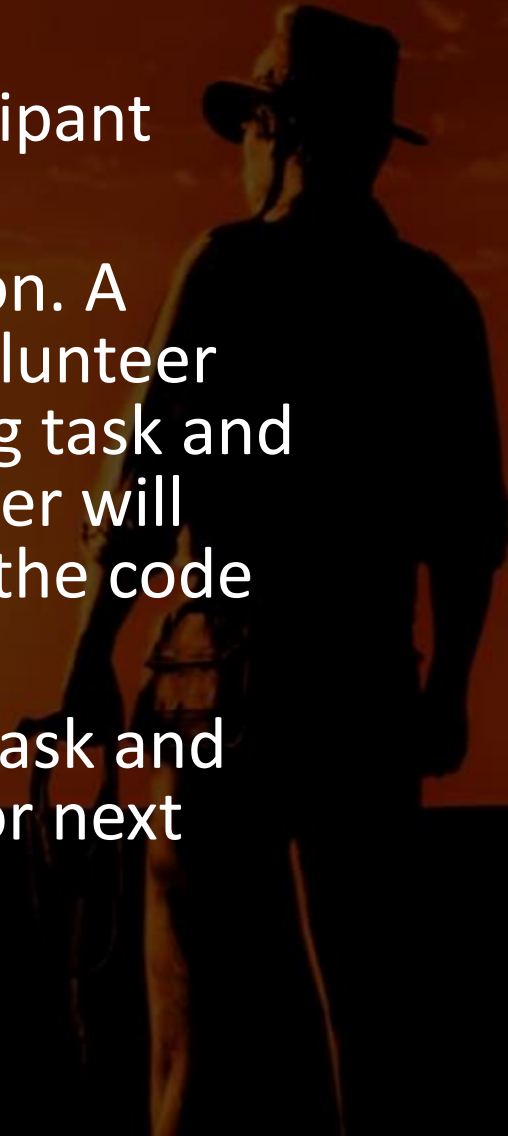 ipant
on. A
lunteer
g task and
er will
the code
ask and
or next